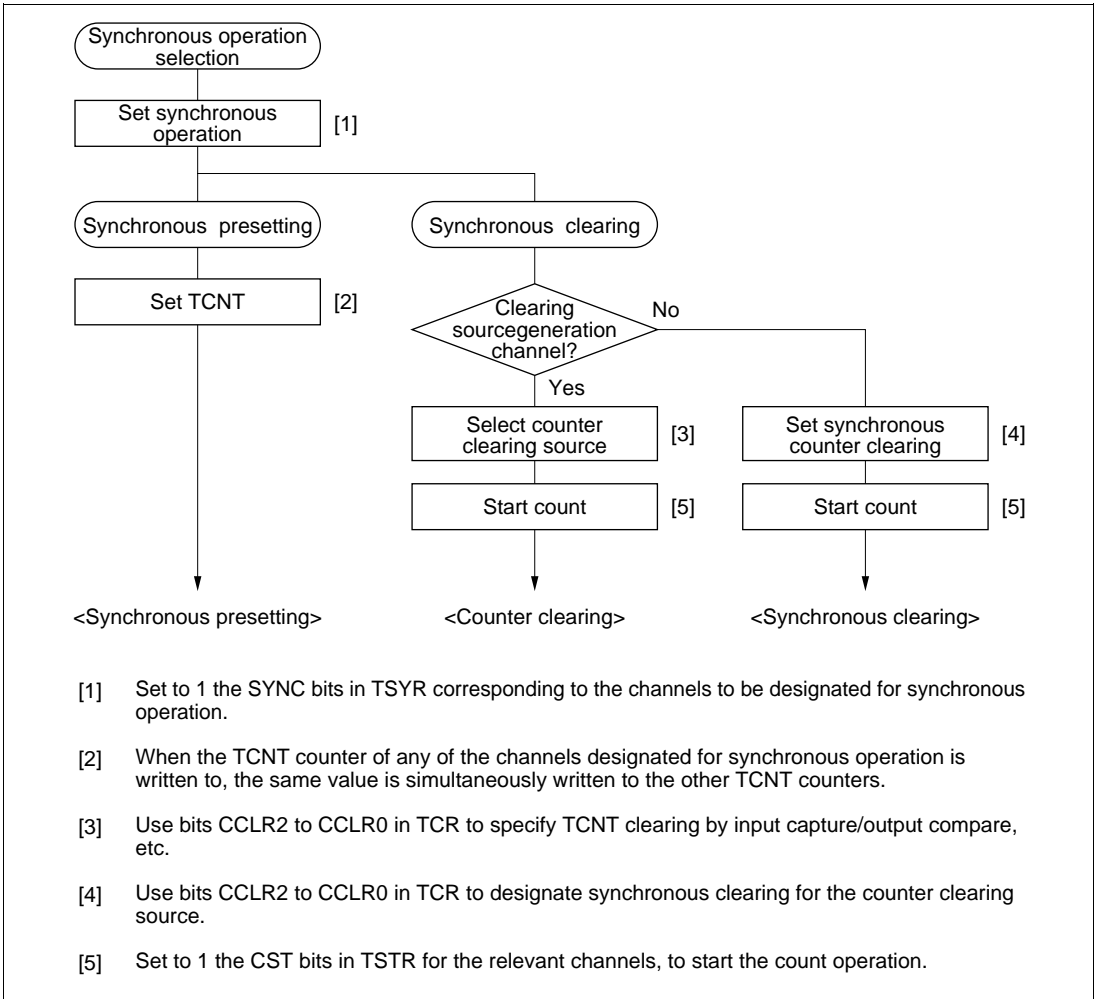 Synchronous operation
selection
Set synchronous
operation
[1]
Synchronous presetting
Synchronous clearing
Set TCNT
[2]
Clearing
sourcegeneration
channel?
No
Yes
Select counter
clearing source
[3]
Set synchronous
counter clearing
[4]
Start count
[5]
Start count
[5]
<Synchronous presetting>
<Counter clearing>
<Synchronous clearing>
[1] Set to 1 the SYNC bits in TSYR corresponding to the channels to be designated for synchronous
operation.
[2] When the TCNT counter of any of the channels designated for synchronous operation is
written to, the same value is simultaneously written to the other TCNT counters.
[3] Use bits CCLR2 to CCLR0 in TCR to specify TCNT clearing by input capture/output compare,
etc.
[4] Use bits CCLR2 to CCLR0 in TCR to designate synchronous clearing for the counter clearing
source.
[5] Set to 1 the CST bits in TSTR for the relevant channels, to start the count operation.